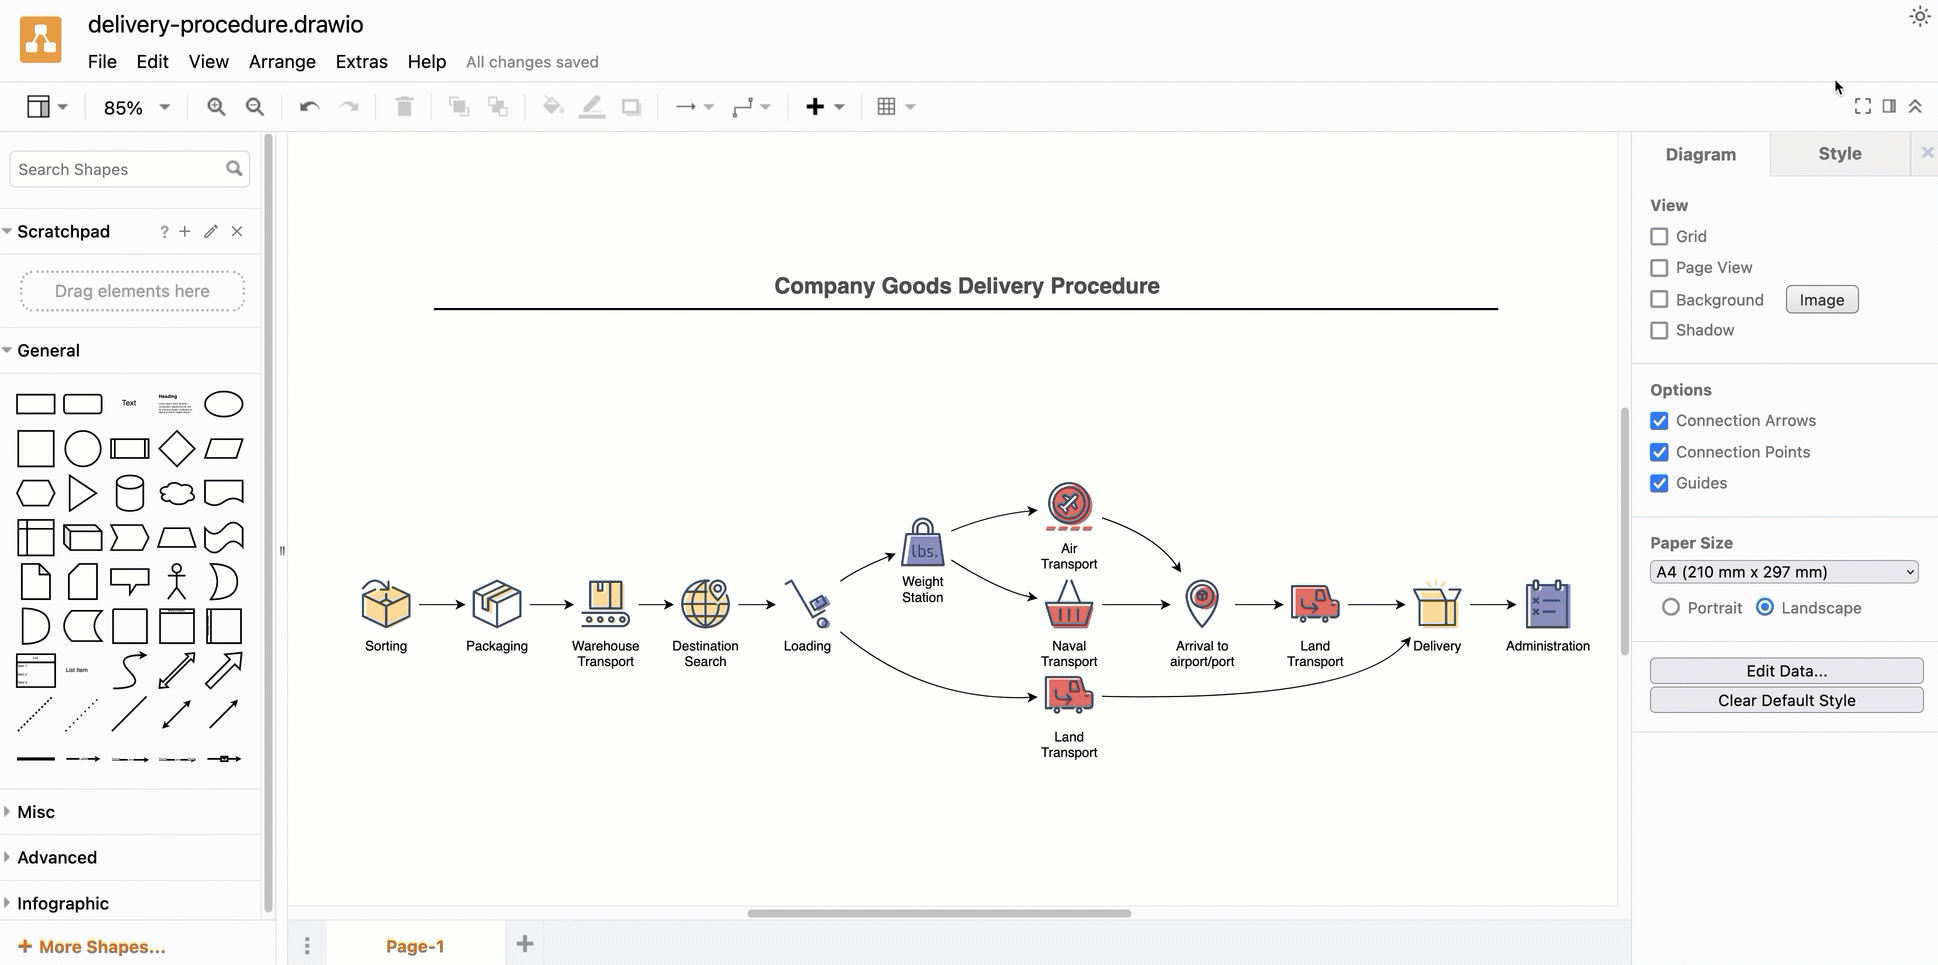 delivery-procedure.drawio
File Edit View Arrange Extras Help All changes saved
85%
Search Shapes
Scratchpad
?
Drag elements here
General
Text
Heading
List Item
Misc
Advanced
Infographic
+ More Shapes...
Company Goods Delivery Procedure
Sorting
Packaging
Warehouse
Transport
Destination
Search
Loading
lbs.
Weight
Station
Air
Transport
Naval
Transport
Land
Transport
Arrival to
airport/port
Land
Transport
Delivery
Administration
Page-1
Diagram Style
View
Grid
Page View
Background Image
Shadow
Options
Connection Arrows
Connection Points
Guides
Paper Size
A4 (210 mm x 297 mm)
Portrait Landscape
Edit Data...
Clear Default Style